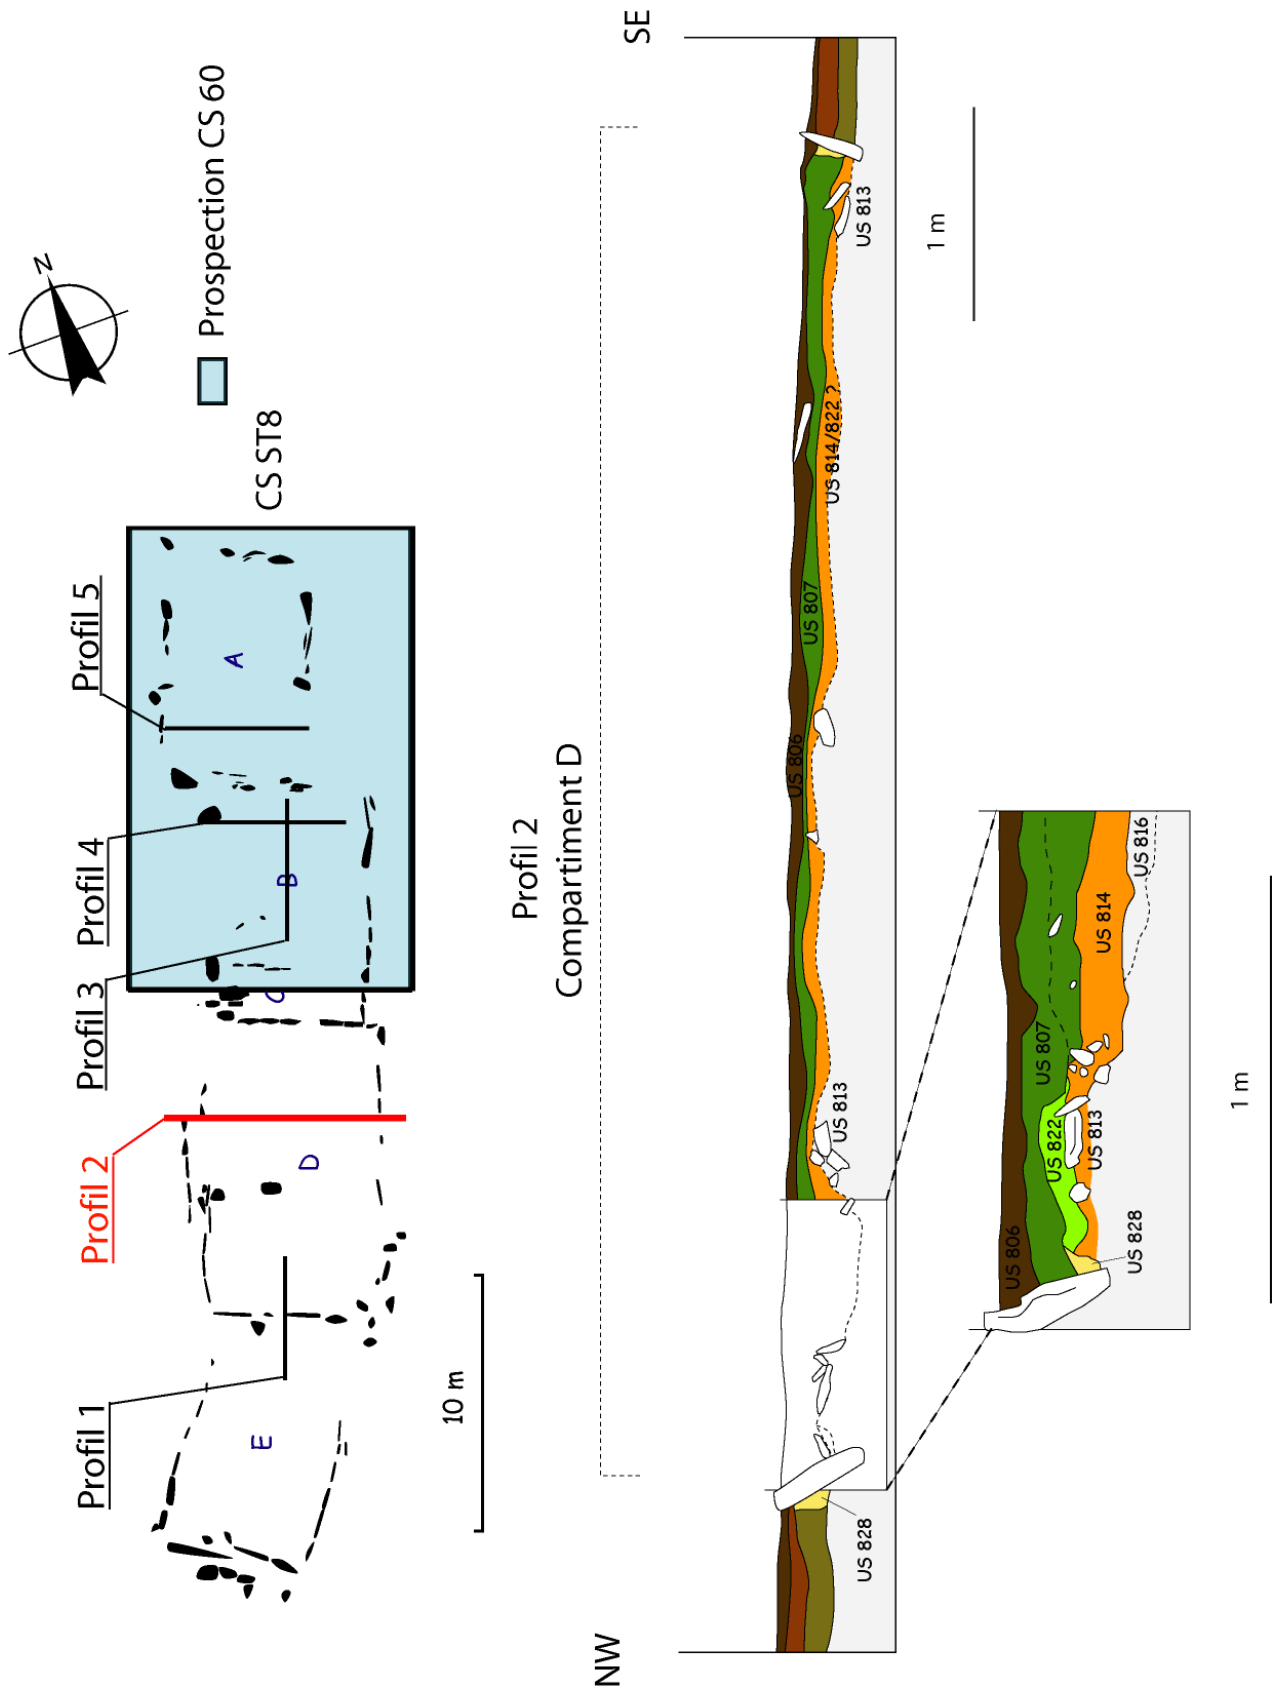 N
Prospection CS 60
CS ST8
Profil 1
Profil 2
Profil 3
Profil 4
Profil 5
E
D
C
B
A
10 m
Profil 2
Compartiment D
NW
SE
US 828
US 813
US 806
US 807
US 814/822 ?
US 813
1 m
US 806
US 807
US 822
US 813
US 828
US 814
US 816
1 m